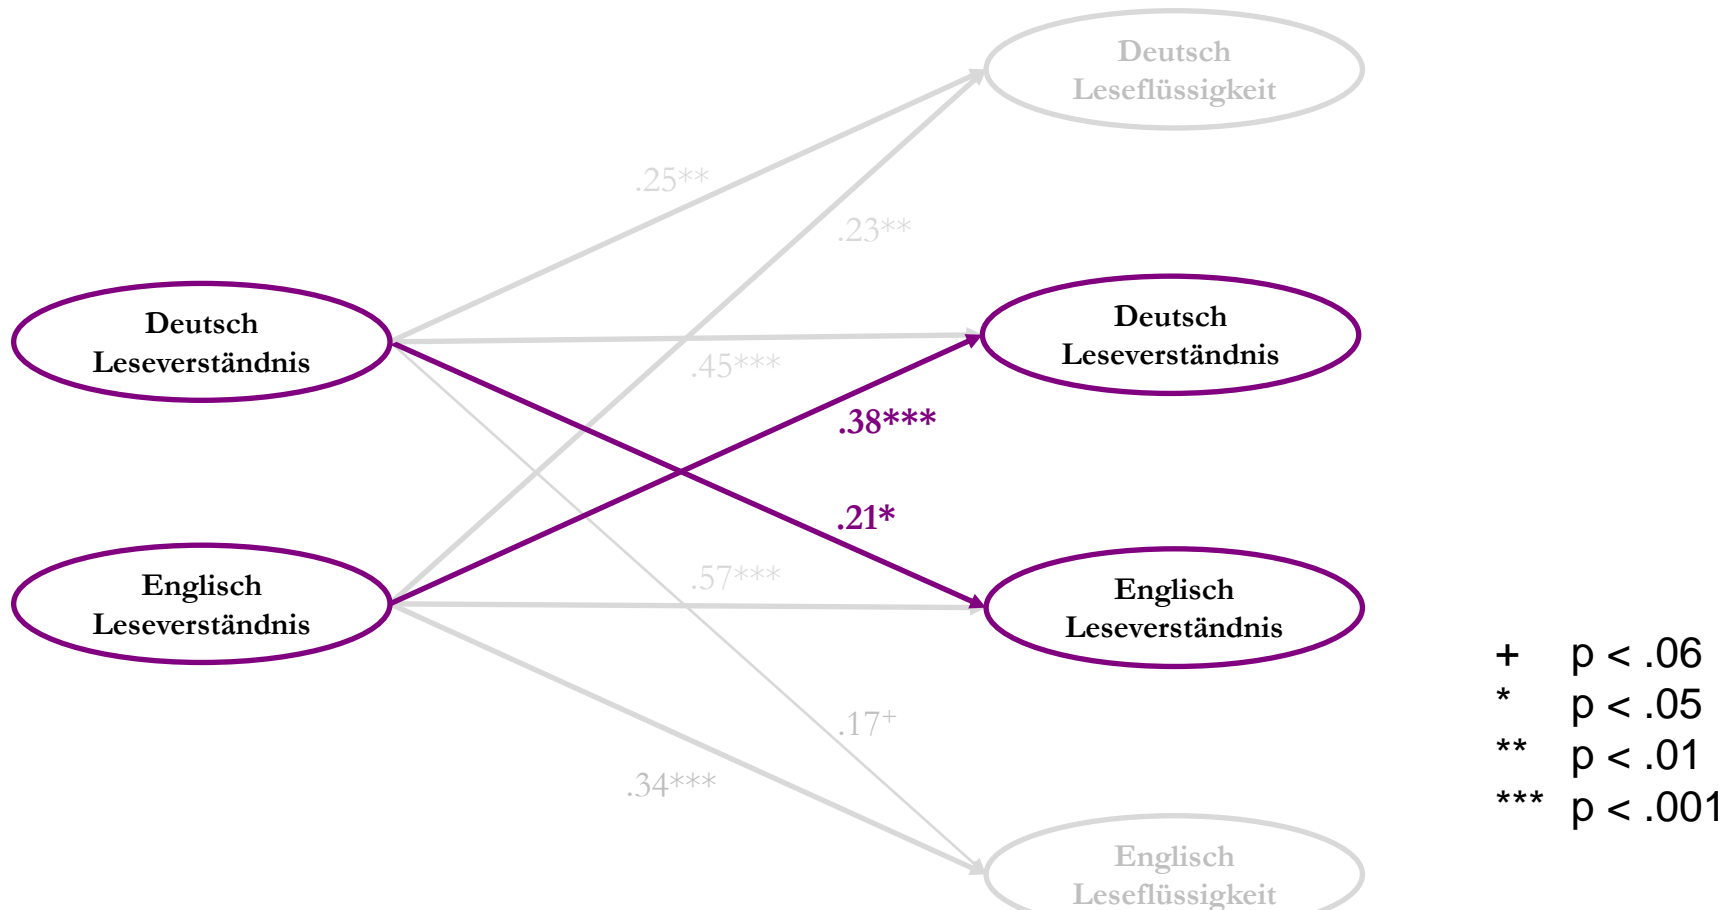 Deutsch
Leseflüssigkeit
.25**
.23**
Deutsch
Leseverständnis
Deutsch
Leseverständnis
.45***
.38***
.21*
Englisch
Leseverständnis
.57***
Englisch
Leseverständnis
.17+
.34***
Englisch
Leseflüssigkeit
+ p < .06
* p < .05
** p < .01
*** p < .001